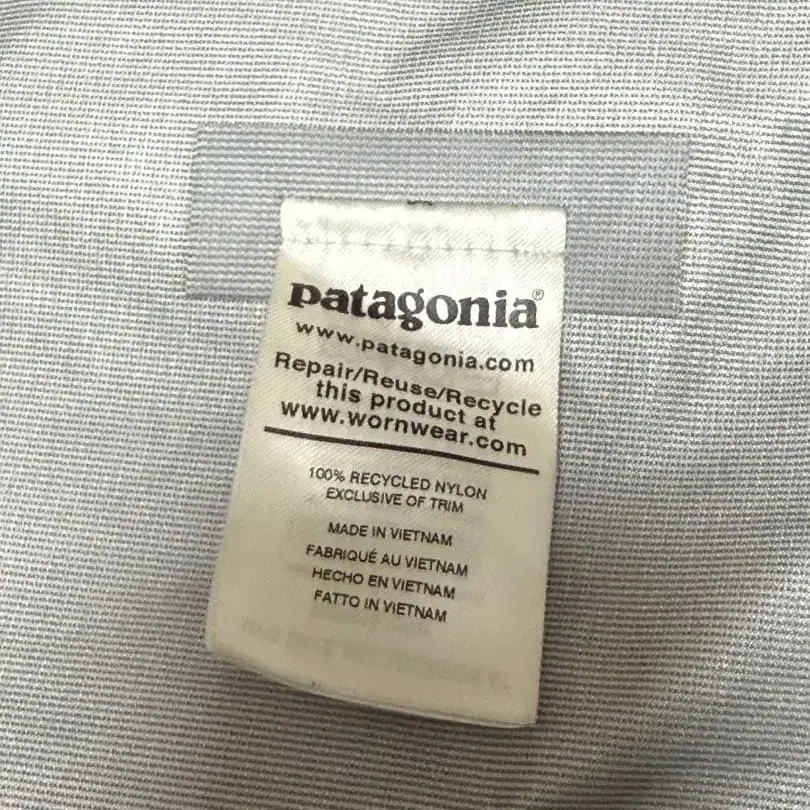 patagonia®
www.patagonia.com
Repair/Reuse/Recycle
this product at
www.wornwear.com
100% RECYCLED NYLON
EXCLUSIVE OF TRIM
MADE IN VIETNAM
FABRIQUÉ AU VIETNAM
HECHO EN VIETNAM
FATTO IN VIETNAM